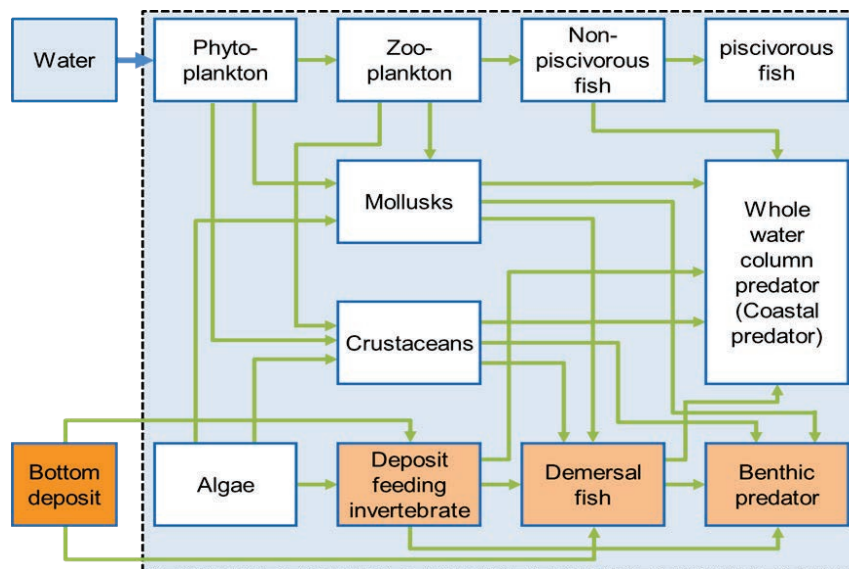 Water
Phyto-
plankton
Zoo-
plankton
Non-
piscivorous
fish
piscivorous
fish
Mollusks
Whole
water
column
predator
(Coastal
predator)
Crustaceans
Bottom
deposit
Algae
Deposit
feeding
invertebrate
Demersal
fish
Benthic
predator